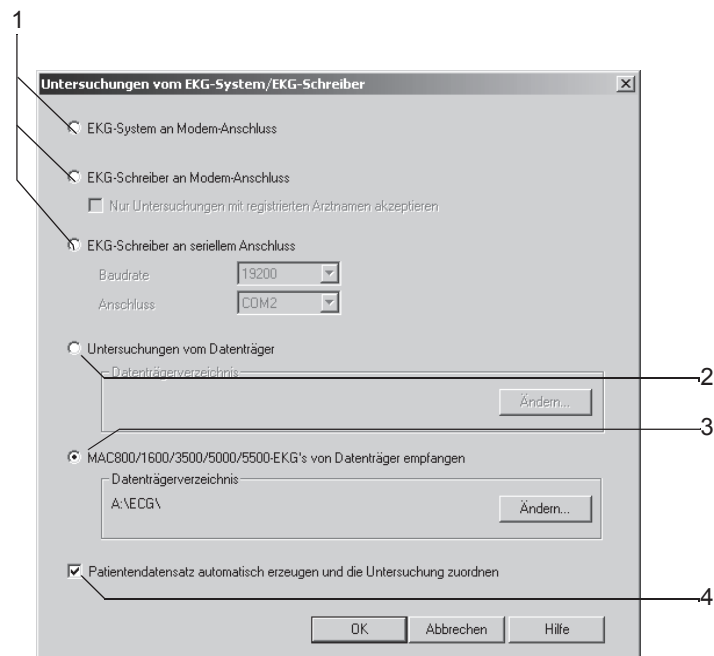 1
Untersuchungen vom EKG-System/EKG-Schreiber
EKG-System an Modem-Anschluss
EKG-Schreiber an Modem-Anschluss
Nur Untersuchungen mit registrierten Arztnamen akzeptieren
EKG-Schreiber an seriellem Anschluss
Baudrate 19200
Anschluss COM2
Untersuchungen vom Datenträger
Datenträgerverzeichnis
2
Ändern...
3
MAC800/1600/3500/5000/5500-EKG's von Datenträger empfangen
Datenträgerverzeichnis
A:\ECG\ Ändern...
Patientendatensatz automatisch erzeugen und die Untersuchung zuordnen
4
OK Abbrechen Hilfe